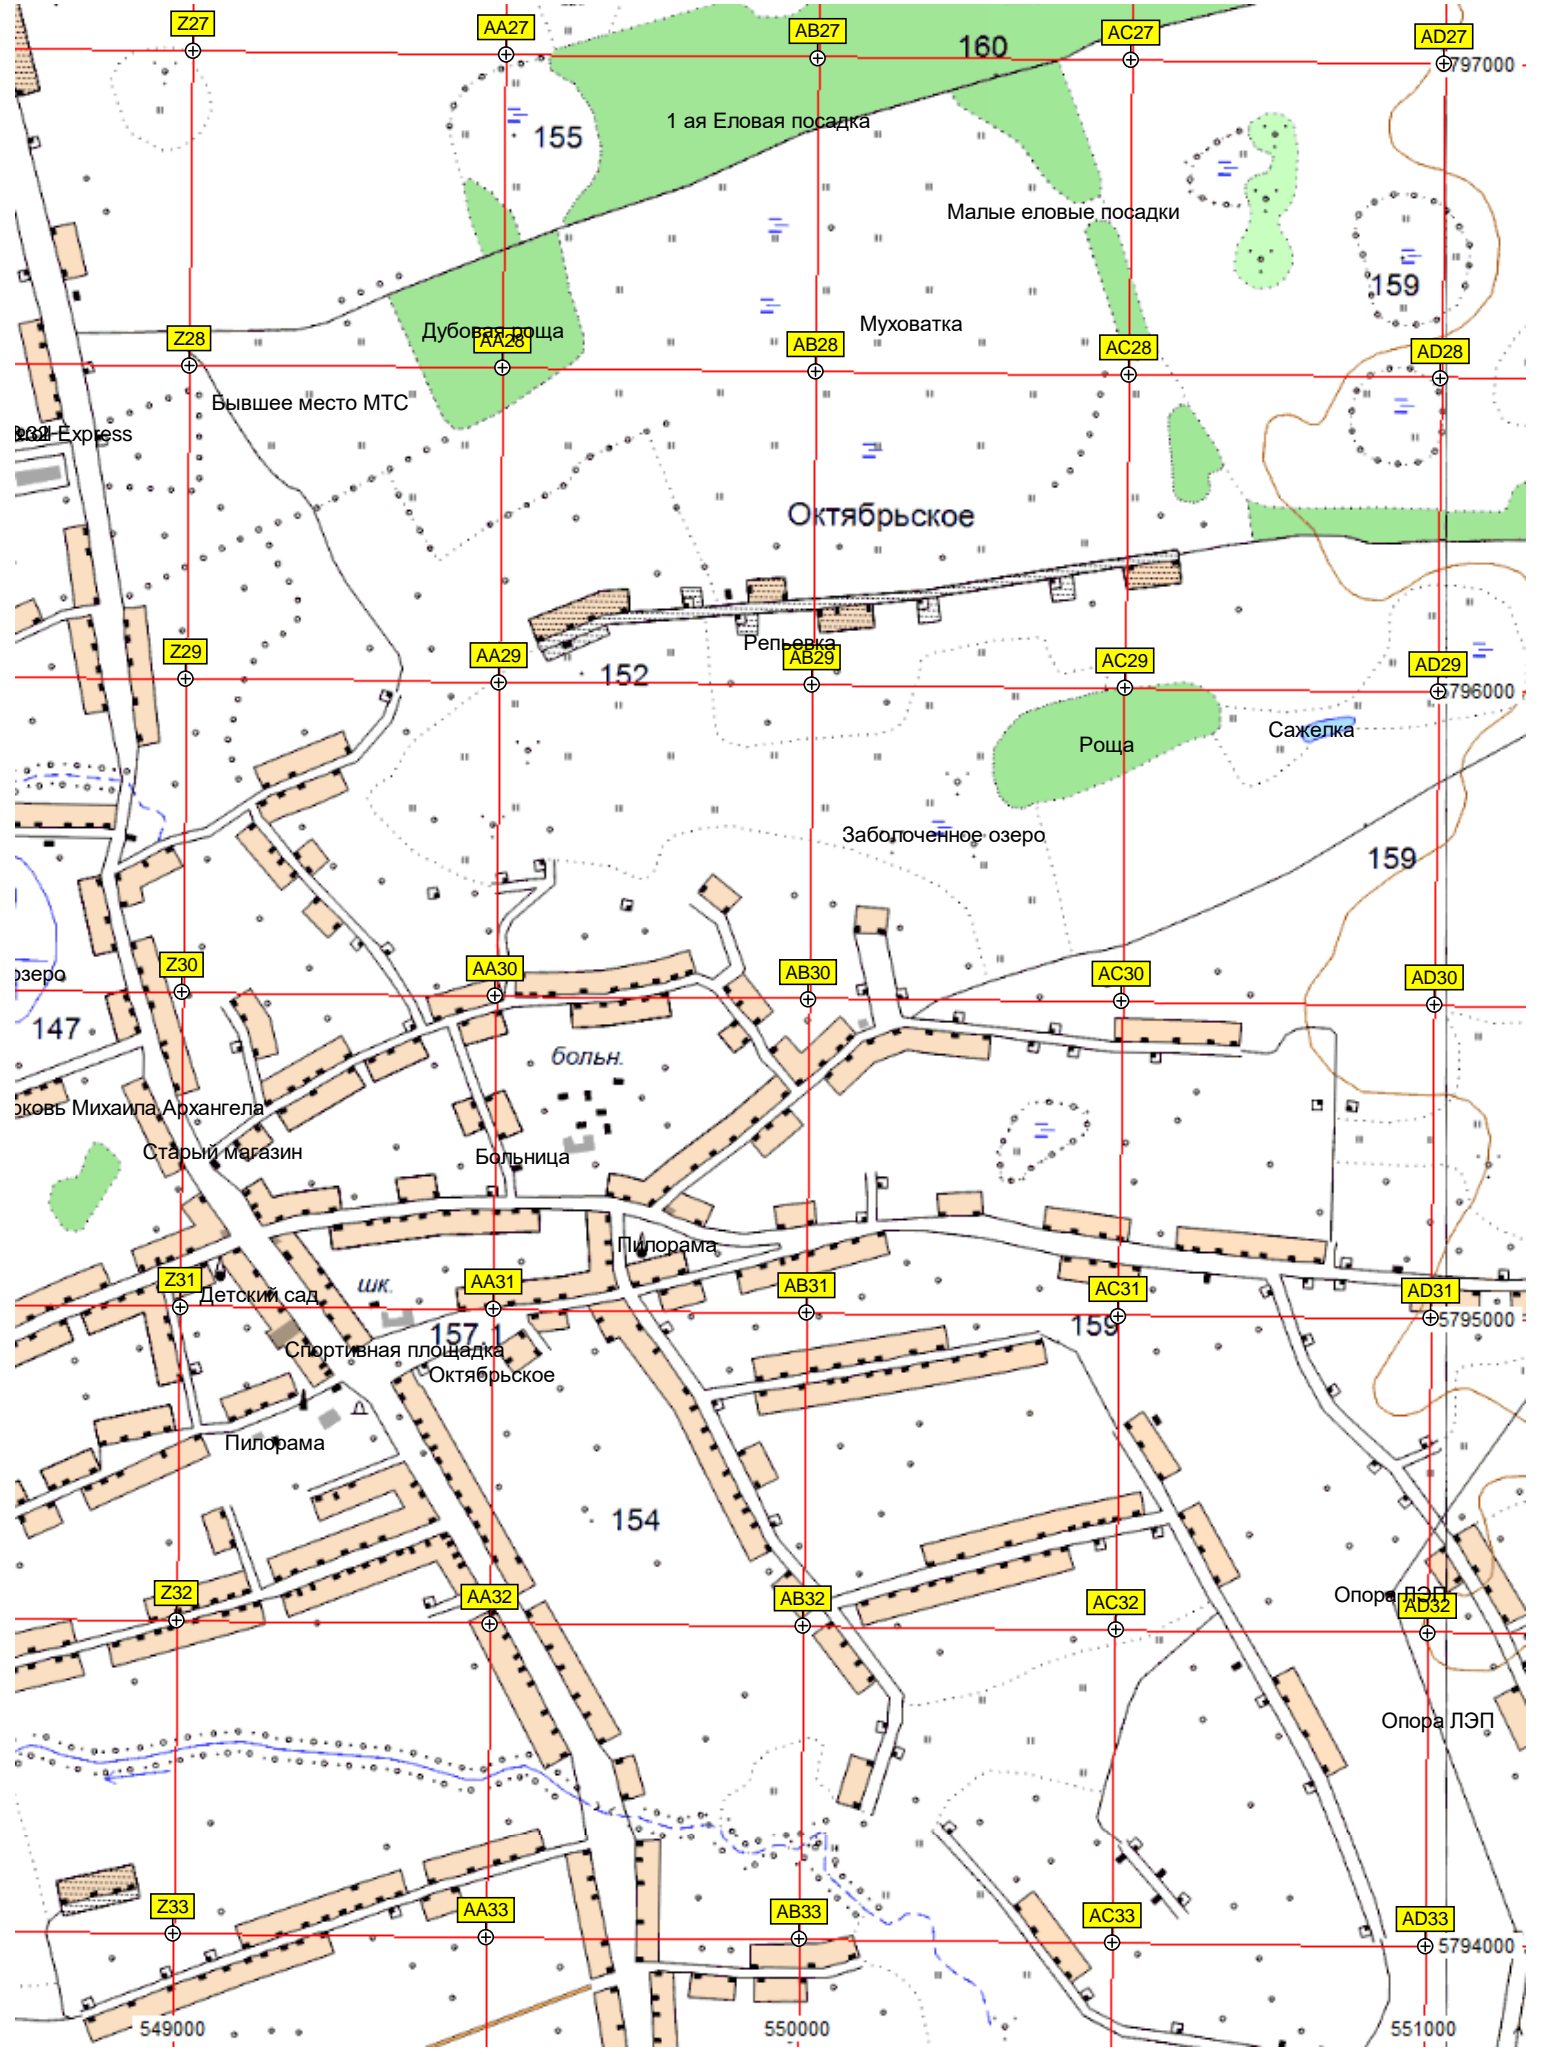 Z27
AA27
AB27
AC27
AD27
160
797000
1 ая Еловая посадка
155
Малые еловые посадки
159
Муховатка
Дубовая роща
Z28
AA28
AB28
AC28
AD28
Бывшее место МТС
Express
Октябрьское
Репьевка
Z29
AA29
AB29
AC29
AD29
152
5796000
Сажелка
Роща
Заболоченное озеро
159
озеро
Z30
AA30
AB30
AC30
AD30
147
больн.
рковь Михаила Архангела
Старый магазин
Больница
Пилорама
Z31
AA31
AB31
AC31
AD31
шк.
Детский сад
157.1
159
5795000
Спортивная площадка
Октябрьское
Пилорама
154
Опора ЛЭП
Z32
AA32
AB32
AC32
AD32
Опора ЛЭП
Z33
AA33
AB33
AC33
AD33
5794000
549000
550000
551000